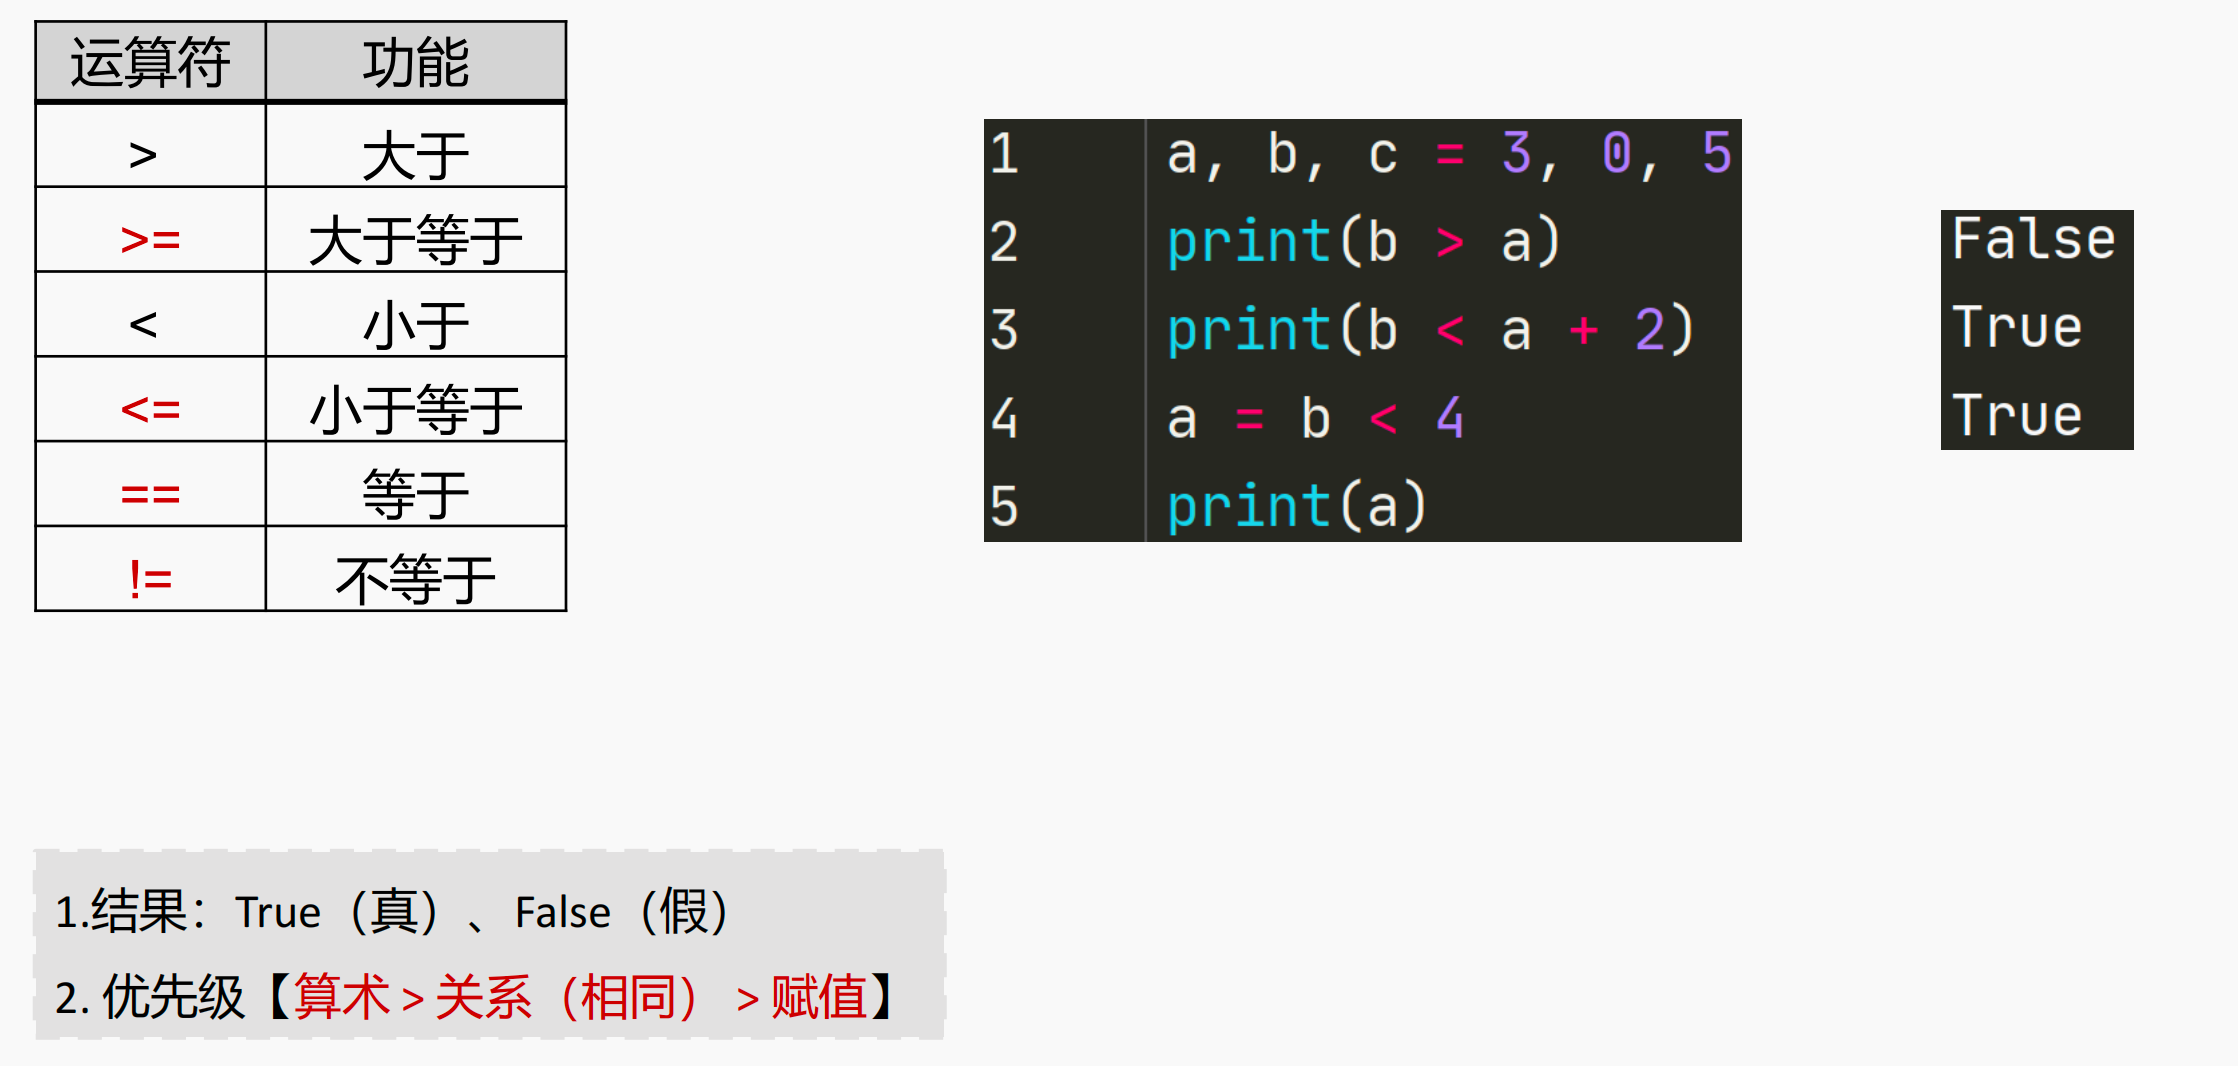 运算符 功能
> 大于
>= 大于等于
< 小于
<= 小于等于
== 等于
!= 不等于
1 a, b, c = 3, 0, 5
2 print(b > a)
3 print(b < a + 2)
4 a = b < 4
5 print(a)
False
True
True
1.结果：True（真）、False（假）
2. 优先级【算术 > 关系（相同） > 赋值】